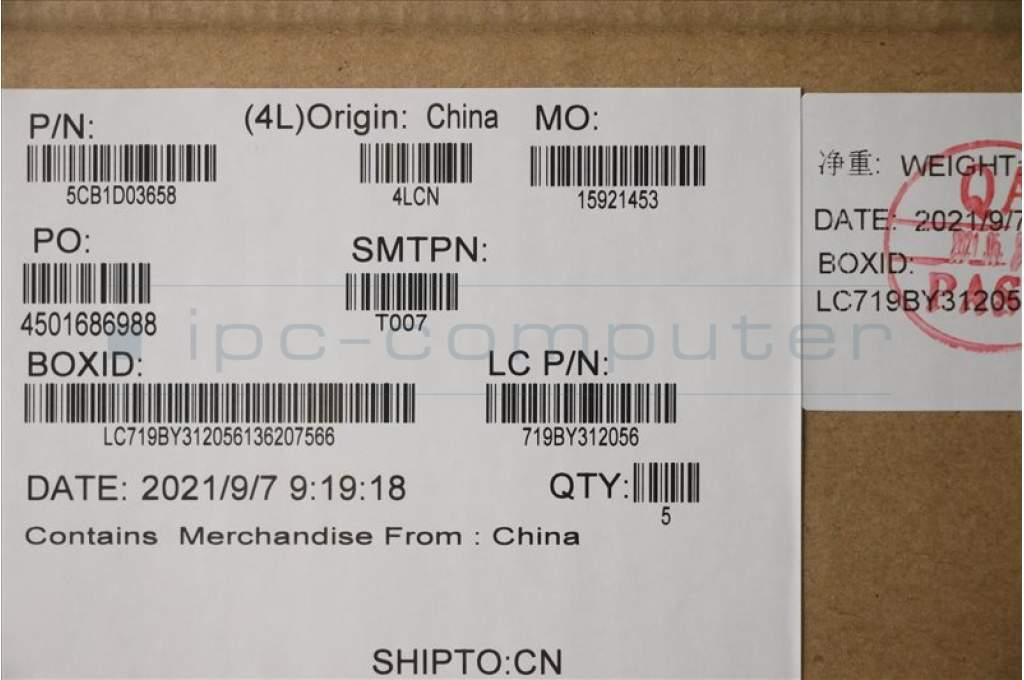 P/N:
5CB1D03658
(4L)Origin: China
4LCN
MO:
15921453
PO:
4501686988
SMTPN:
T007
BOXID:
LC719BY312056136207566
LC P/N:
719BY312056
DATE: 2021/9/7 9:19:18
QTY:
5
Contains Merchandise From : China
SHIPTO:CN
净重: WEIGHT:
DATE: 2021/9/7
BOXID:
LC719BY312056
QA
ipc-computer